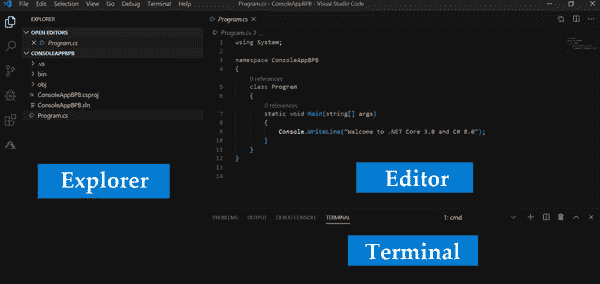 File Edit Selection View Go Debug Terminal Help
Program.cs - ConsoleAppBPB - Visual Studio Code
EXPLORER
OPEN EDITORS
Program.cs
CONSOLEAPPBPB
.vs
bin
obj
ConsoleAppBPB.csproj
ConsoleAppBPB.sln
Program.cs
Explorer
Program.cs
Program.cs
1 using System;
2
3 namespace ConsoleAppBPB
4 {
0 references
5 class Program
6 {
0 references
7 static void Main(string[] args)
8 {
9 Console.WriteLine("Welcome to .NET Core 3.0 and C# 8.0");
10 }
11 }
12 }
13
14
Editor
PROBLEMS OUTPUT DEBUG CONSOLE TERMINAL 1: cmd
Terminal